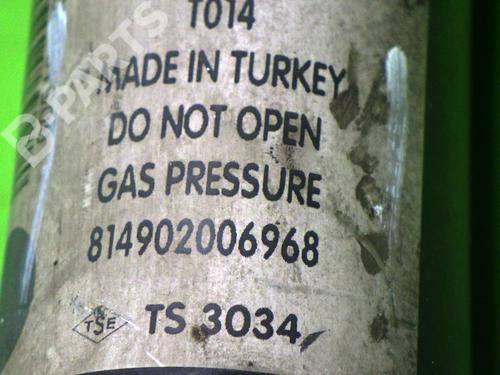 B-PARTS
T014
MADE IN TURKEY
DO NOT OPEN
GAS PRESSURE
814902006968
TSE TS 3034